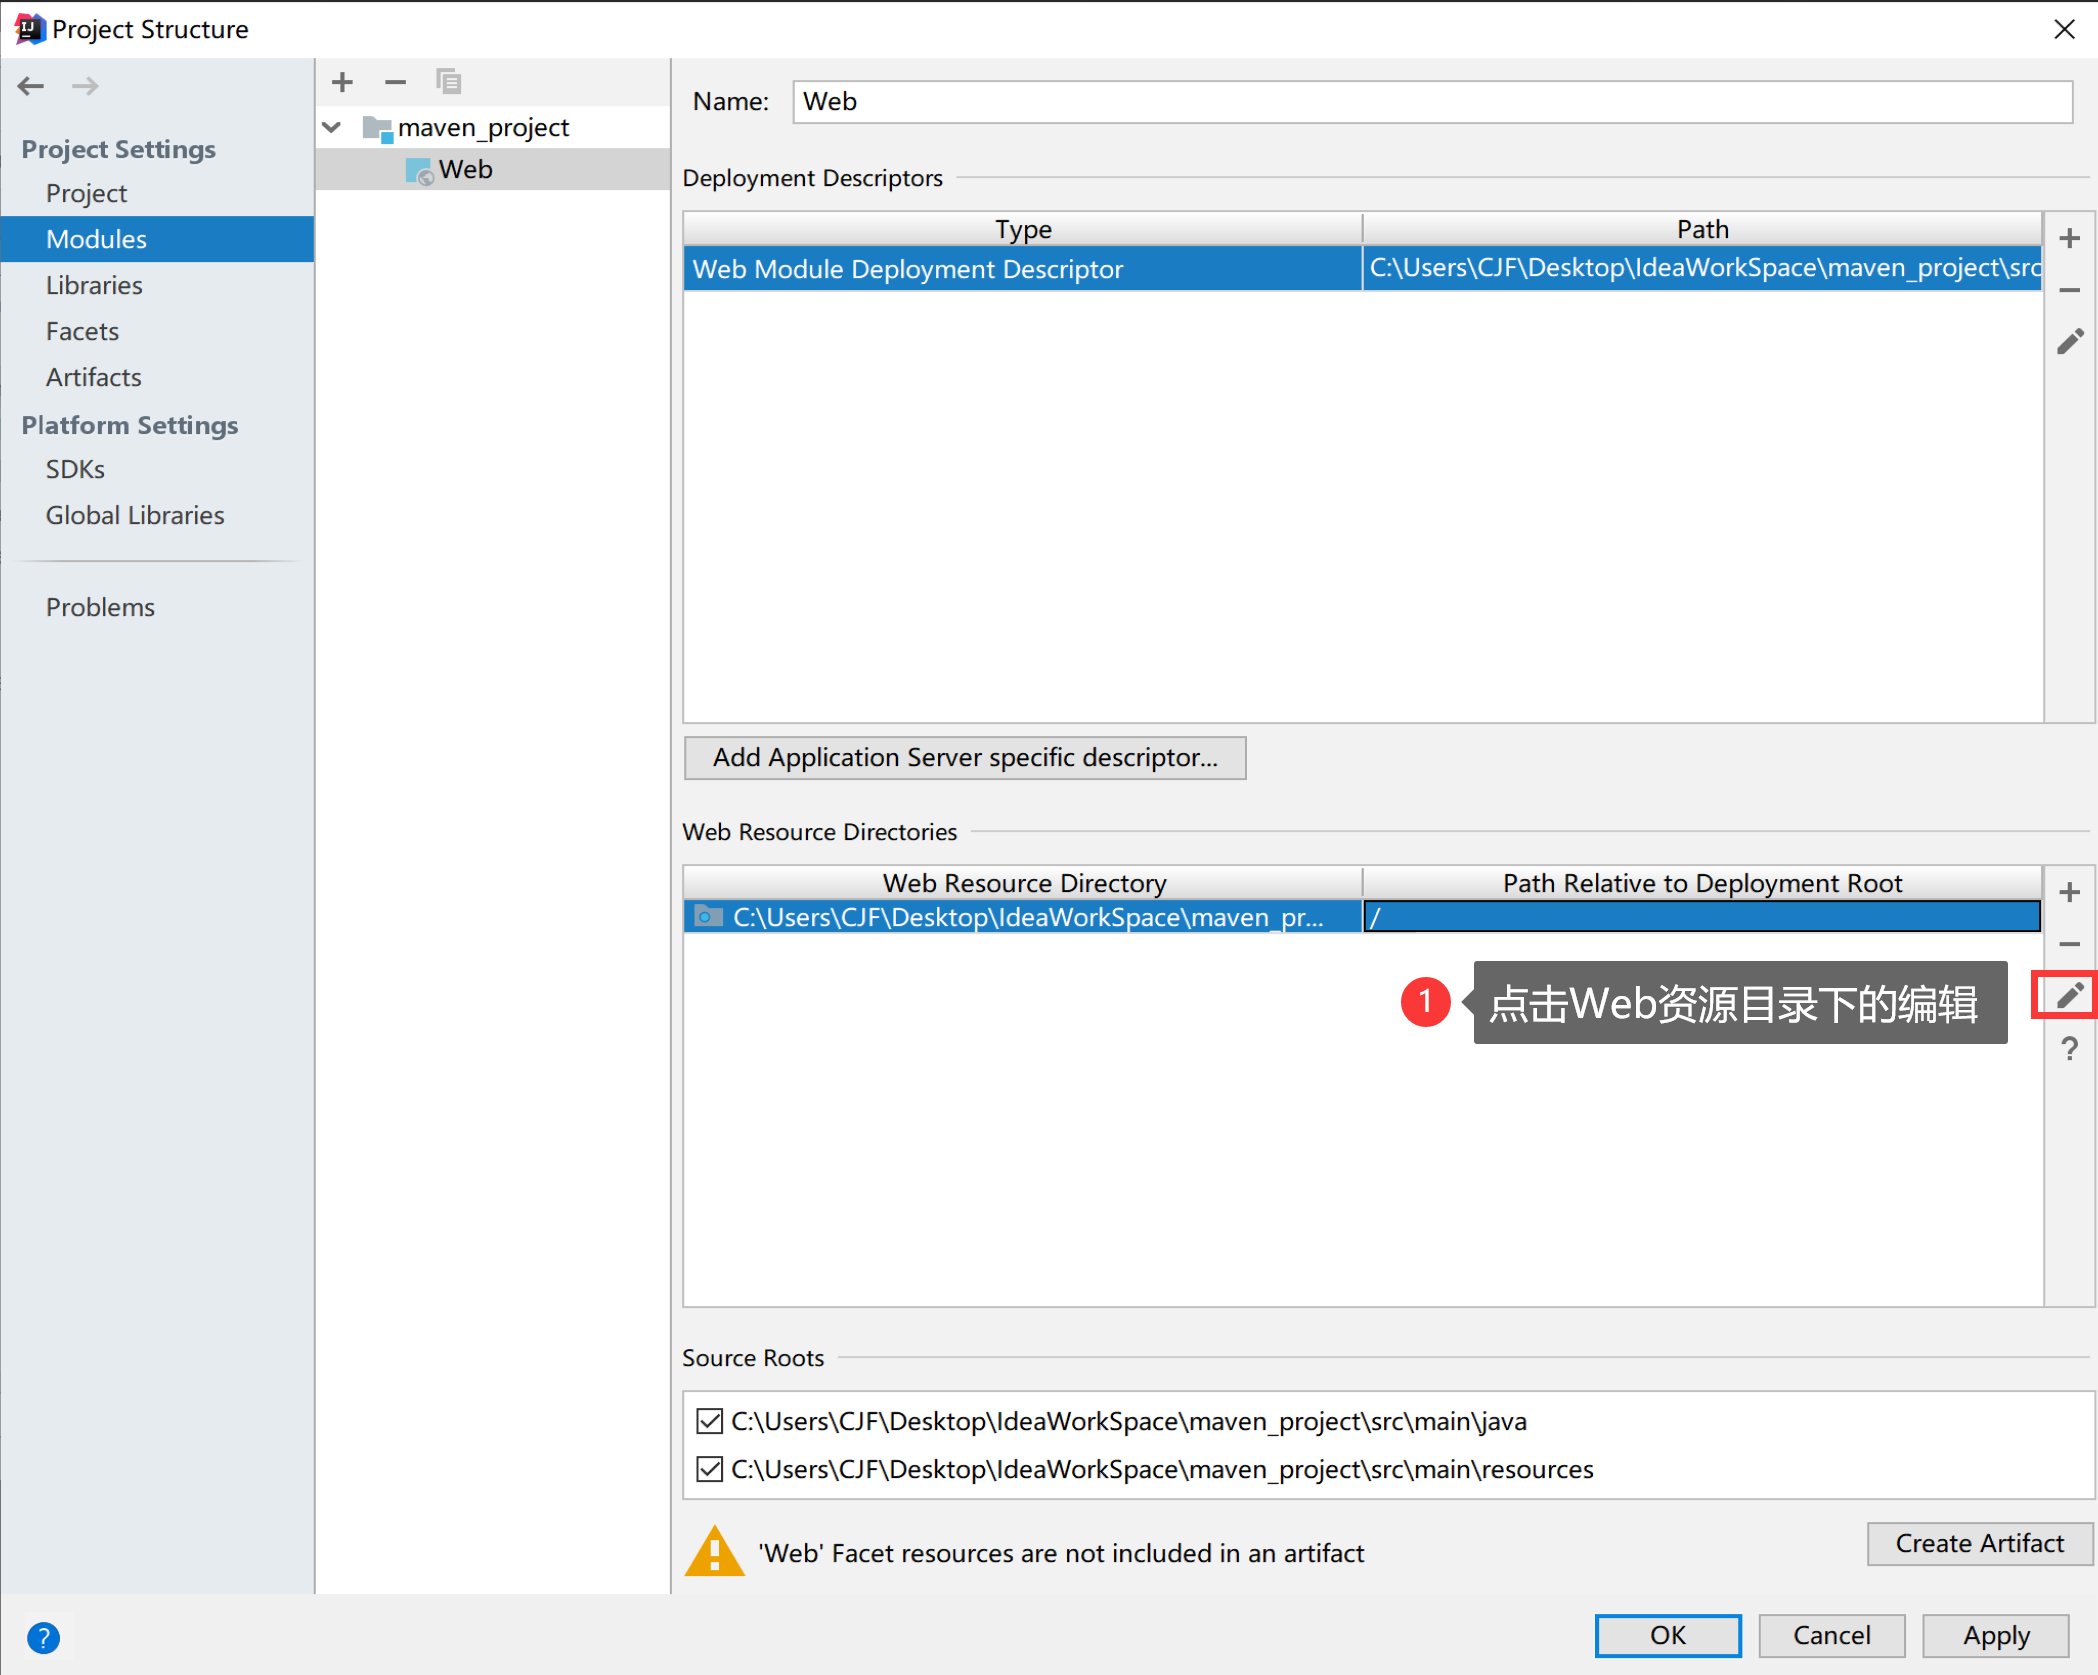 Project Structure
Project Settings
Project
Modules
Libraries
Facets
Artifacts
Platform Settings
SDKs
Global Libraries
Problems
maven_project
Web
Name: Web
Deployment Descriptors
Type Path
Web Module Deployment Descriptor C:\Users\CJF\Desktop\IdeaWorkSpace\maven_project\src
Add Application Server specific descriptor...
Web Resource Directories
Web Resource Directory Path Relative to Deployment Root
C:\Users\CJF\Desktop\IdeaWorkSpace\maven_pr... /
1 点击Web资源目录下的编辑
?
Source Roots
C:\Users\CJF\Desktop\IdeaWorkSpace\maven_project\src\main\java
C:\Users\CJF\Desktop\IdeaWorkSpace\maven_project\src\main\resources
'Web' Facet resources are not included in an artifact
Create Artifact
?
OK Cancel Apply